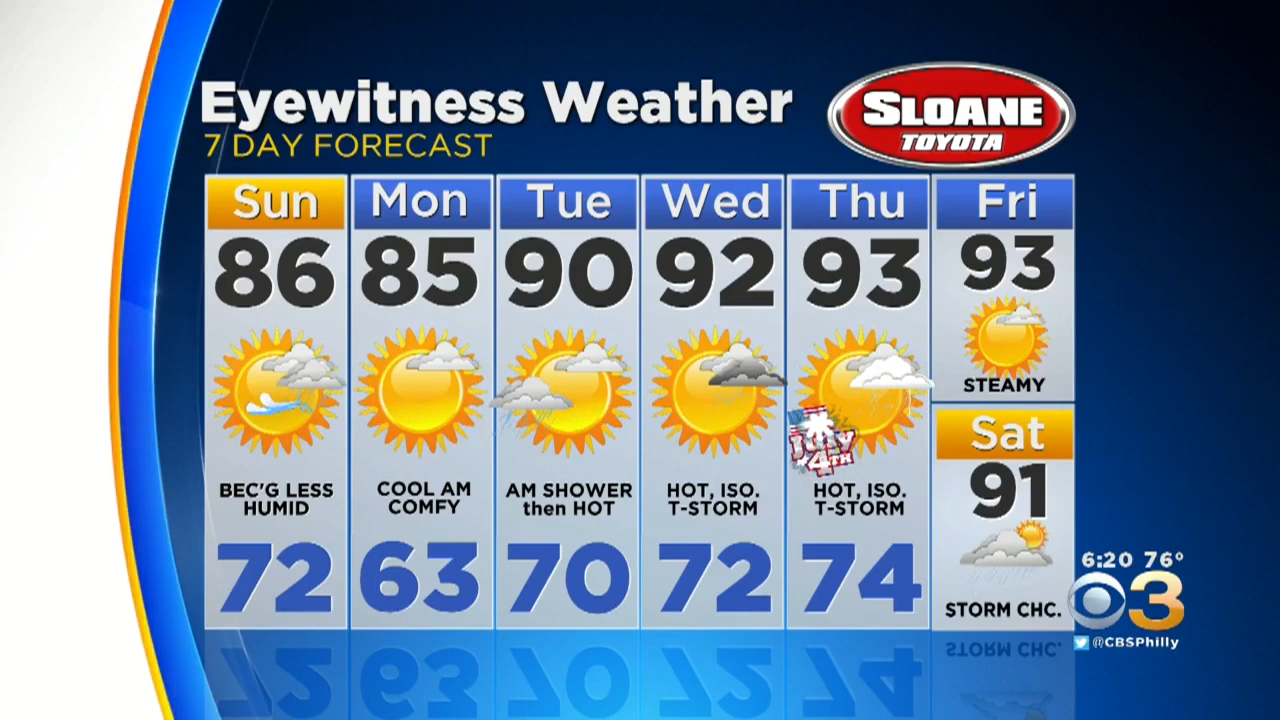 Eyewitness Weather
7 DAY FORECAST
SLOANE
TOYOTA
Sun
86
BEC'G LESS
HUMID
72
Mon
85
COOL AM
COMFY
63
Tue
90
AM SHOWER
then HOT
70
Wed
92
HOT, ISO.
T-STORM
72
Thu
93
July
4TH
HOT, ISO.
T-STORM
74
Fri
93
STEAMY
Sat
91
STORM CHC.
6:20 76°
3
@CBSPhilly